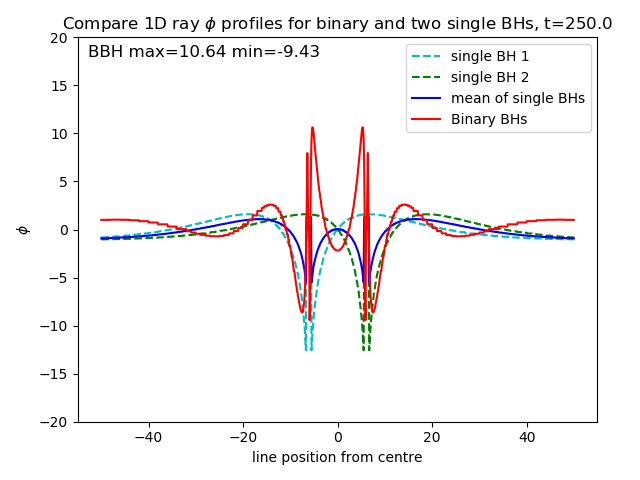 Compare 1D ray ϕ profiles for binary and two single BHs, t=250.0
BBH max=10.64 min=-9.43
single BH 1
single BH 2
mean of single BHs
Binary BHs
20
15
10
5
0
−5
−10
−15
−20
ϕ
−40
−20
0
20
40
line position from centre